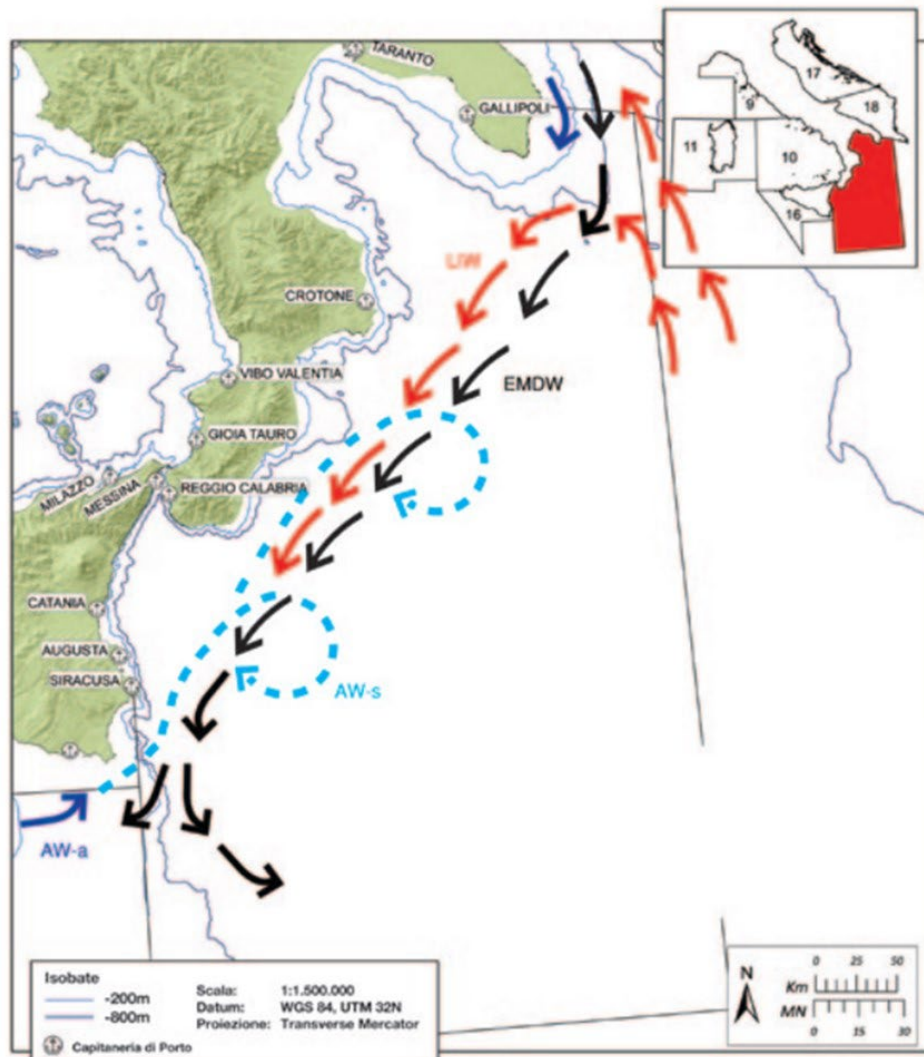 TARANTO
GALLIPOLI
17
18
9
11
10
16
LIW
CROTONE
VIBO VALENTIA
EMDW
GIOIA TAURO
MILAZZO
MESSINA
REGGIO CALABRIA
CATANIA
AUGUSTA
SIRACUSA
AW-s
AW-a
Isobate
-200m
-800m
Capitaneria di Porto
Scala: 1:1.500.000
Datum: WGS 84, UTM 32N
Proiezione: Transverse Mercator
N
0 25 50
Km
MN
0 15 30